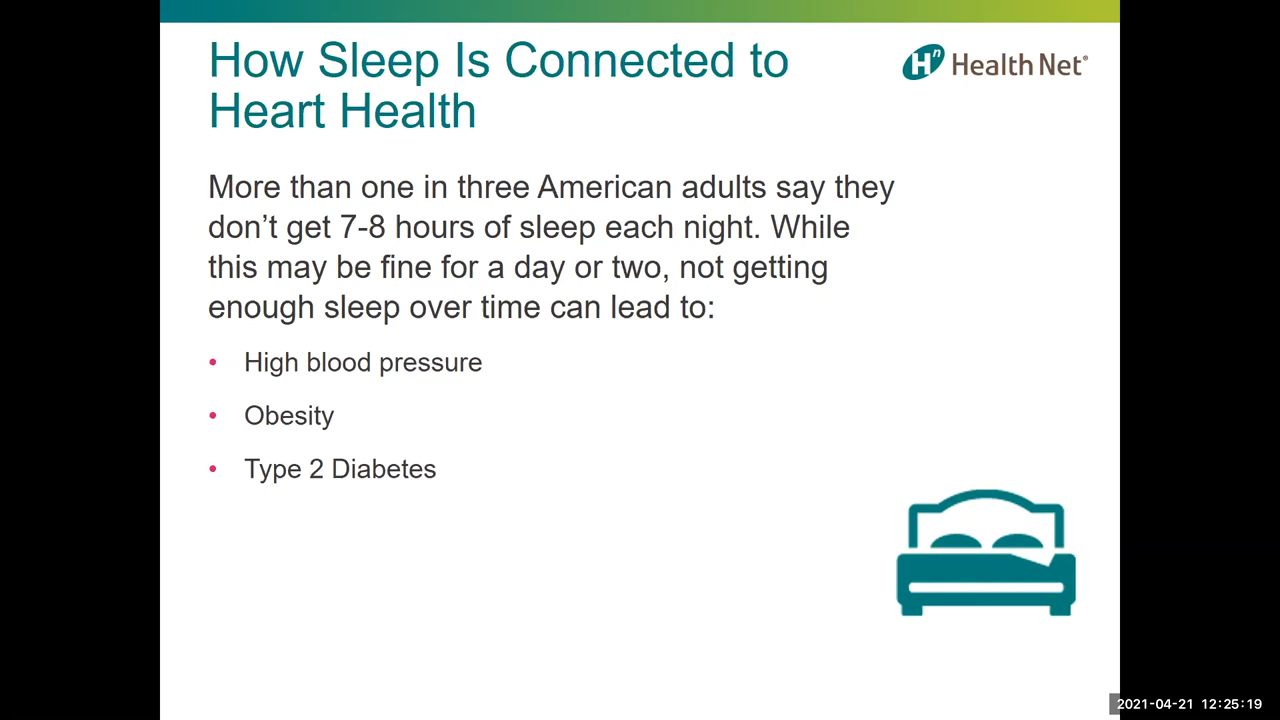 How Sleep Is Connected to
Heart Health
Hn Health Net®
More than one in three American adults say they
don’t get 7-8 hours of sleep each night. While
this may be fine for a day or two, not getting
enough sleep over time can lead to:
• High blood pressure
• Obesity
• Type 2 Diabetes
2021-04-21 12:25:19